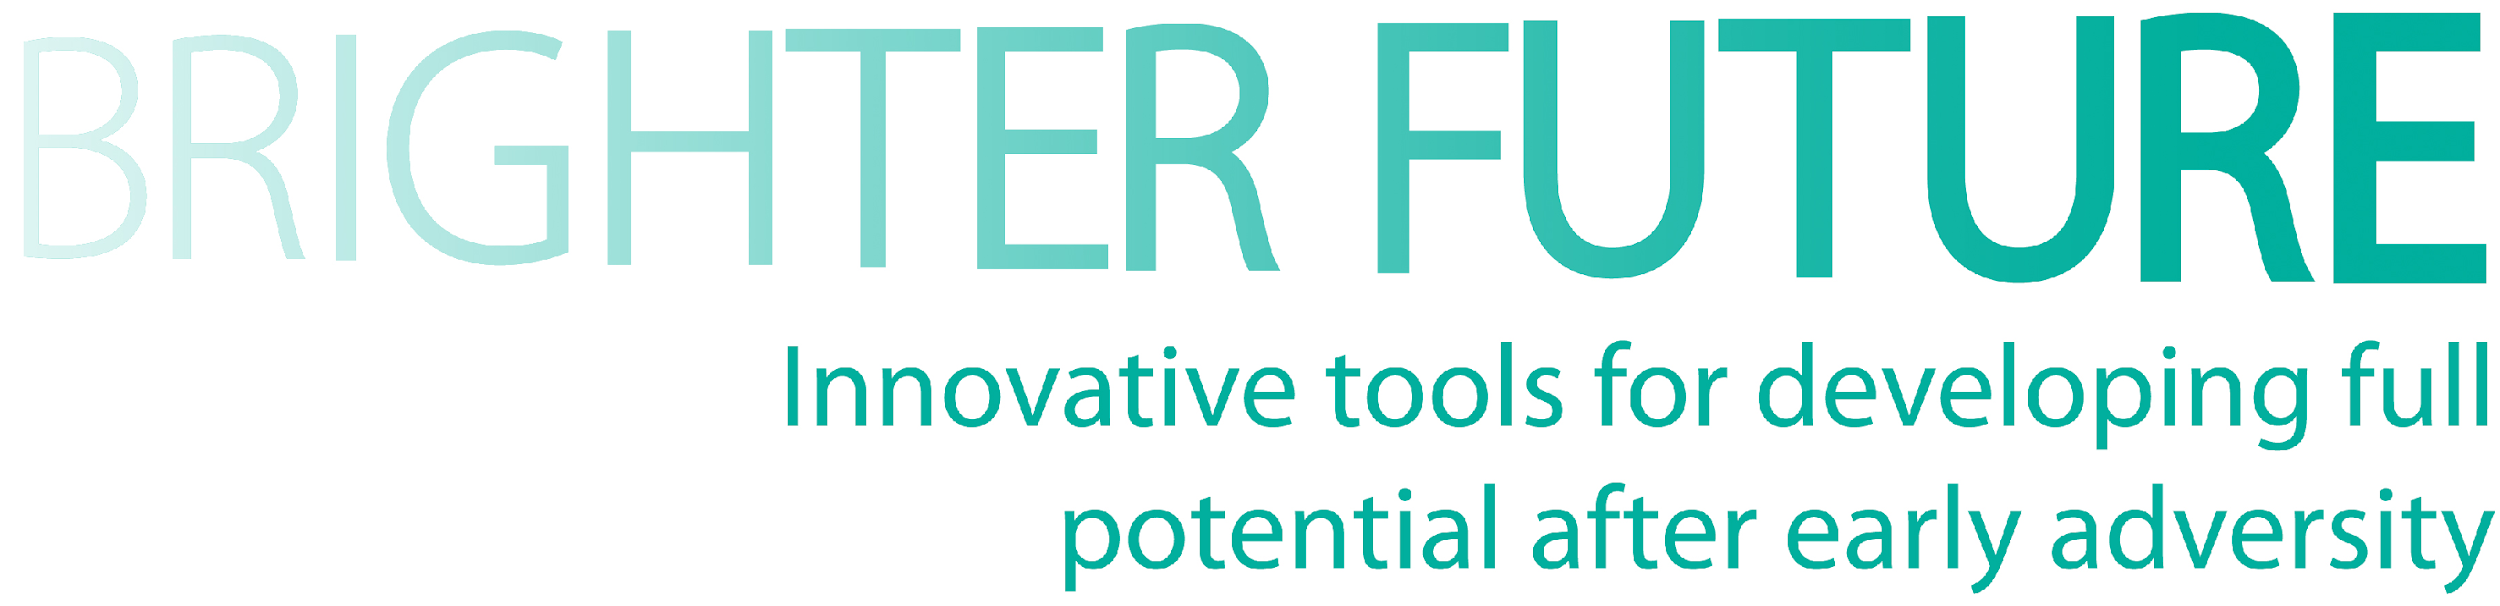 BRIGHTER FUTURE
Innovative tools for developing full
potential after early adversity